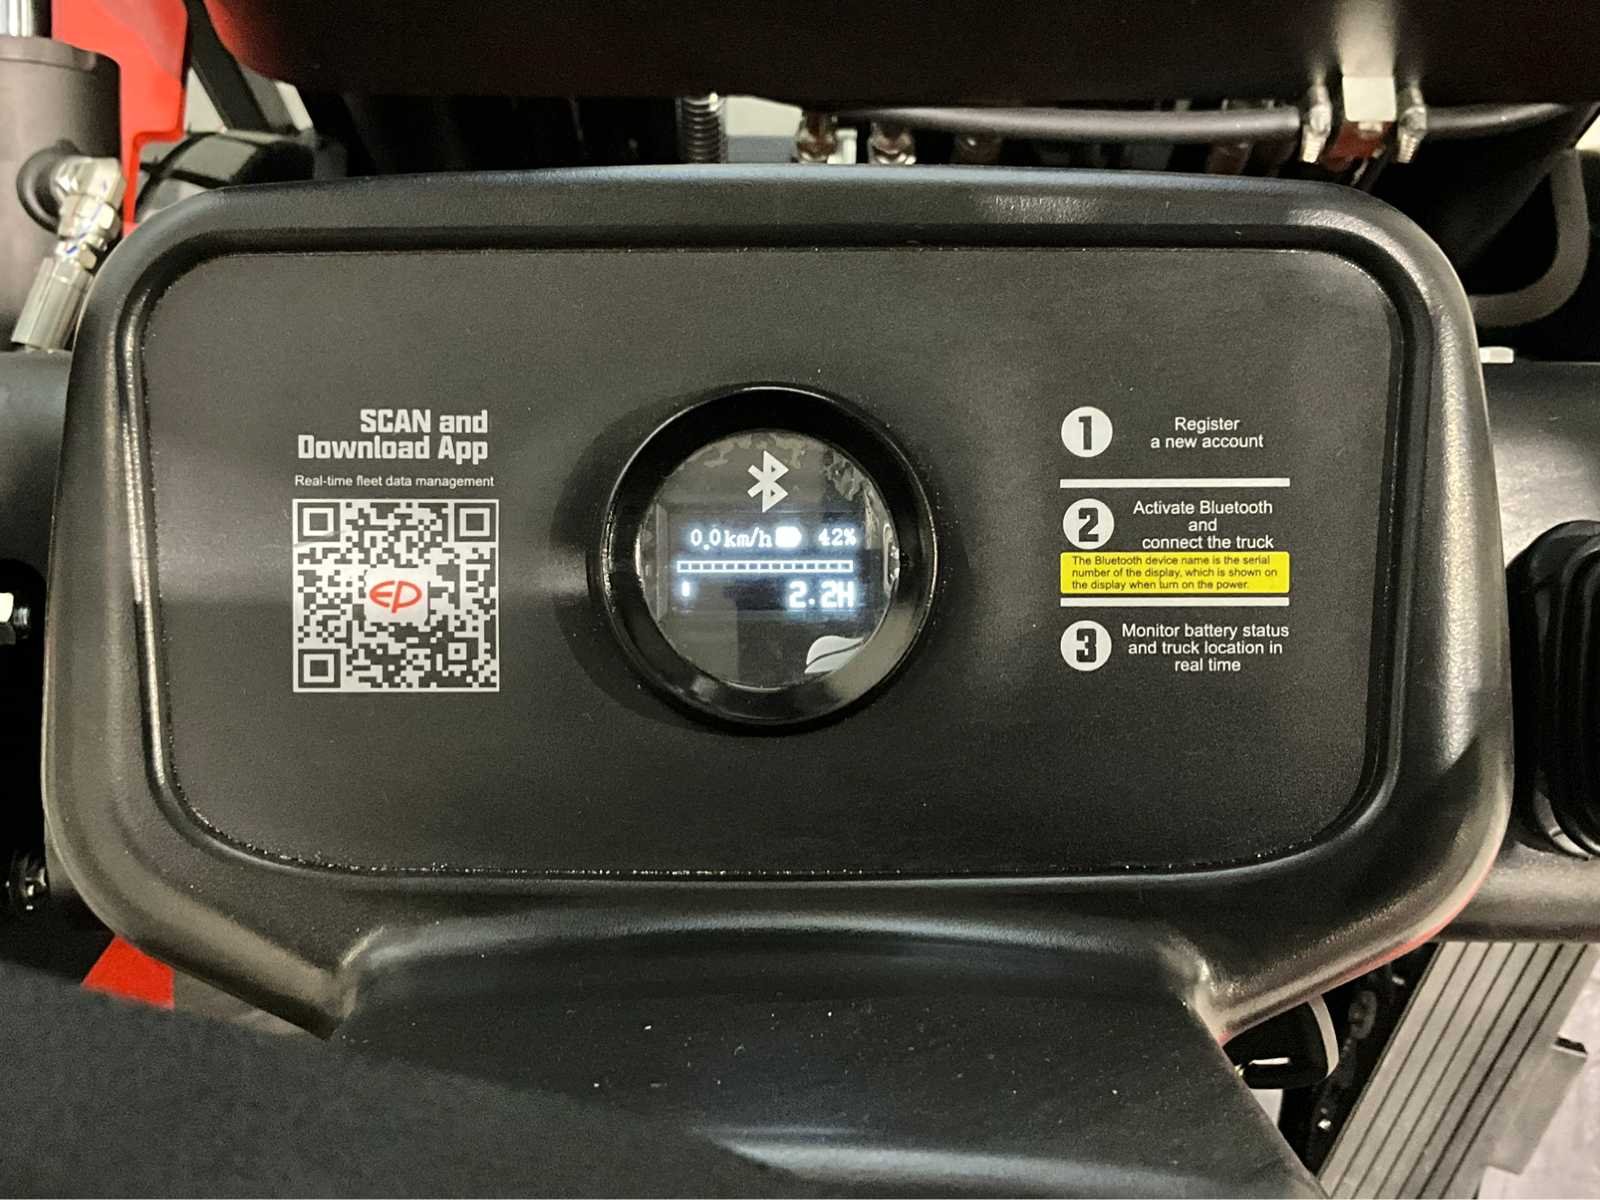 SCAN and
Download App
Real-time fleet data management
EP
0.0km/h 42%
2.2H
1 Register
a new account
2 Activate Bluetooth
and
connect the truck
The Bluetooth device name is the serial
number of the display, which is shown on
the display when turn on the power.
3 Monitor battery status
and truck location in
real time